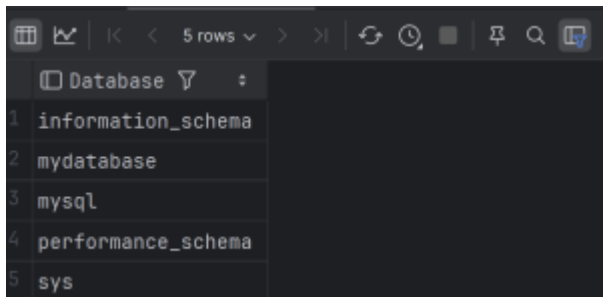 5 rows
Database
1 information_schema
2 mydatabase
3 mysql
4 performance_schema
5 sys